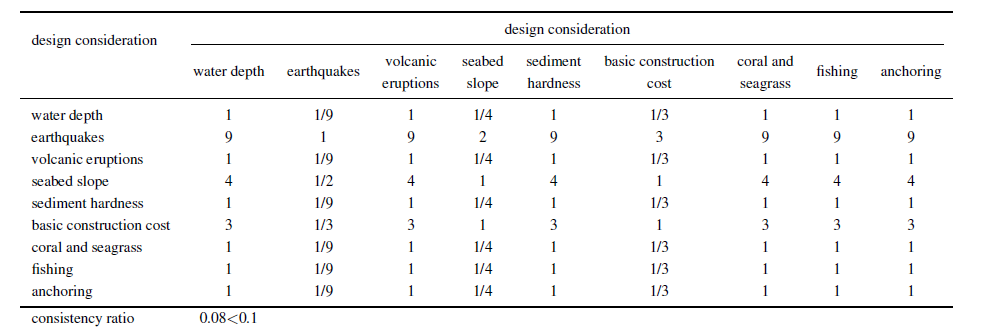 design consideration
design consideration
water depth earthquakes volcanic eruptions seabed slope sediment hardness basic construction cost coral and seagrass fishing anchoring
water depth 1 1/9 1 1/4 1 1/3 1 1 1
earthquakes 9 1 9 2 9 3 9 9 9
volcanic eruptions 1 1/9 1 1/4 1 1/3 1 1 1
seabed slope 4 1/2 4 1 4 1 4 4 4
sediment hardness 1 1/9 1 1/4 1 1/3 1 1 1
basic construction cost 3 1/3 3 1 3 1 3 3 3
coral and seagrass 1 1/9 1 1/4 1 1/3 1 1 1
fishing 1 1/9 1 1/4 1 1/3 1 1 1
anchoring 1 1/9 1 1/4 1 1/3 1 1 1
consistency ratio 0.08<0.1